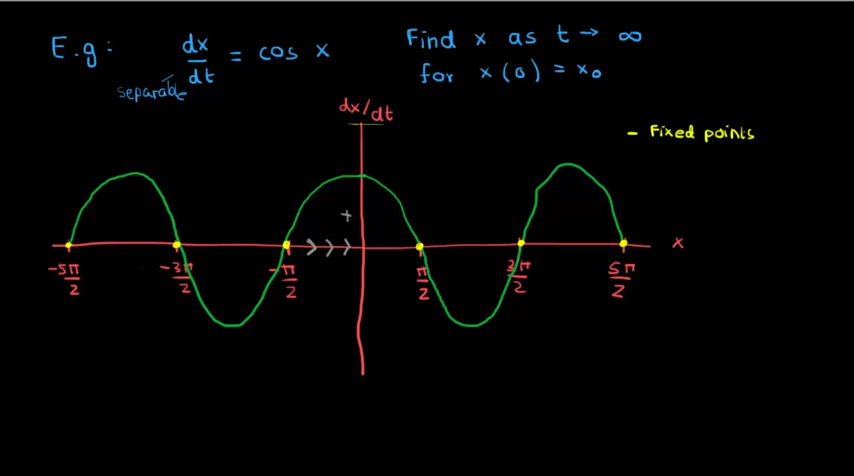 E.g: dx/dt = cos x
separable
Find x as t → ∞
for x(0) = x₀
dx/dt
- Fixed points
+
x
-5π/2
-3π/2
-π/2
π/2
3π/2
5π/2